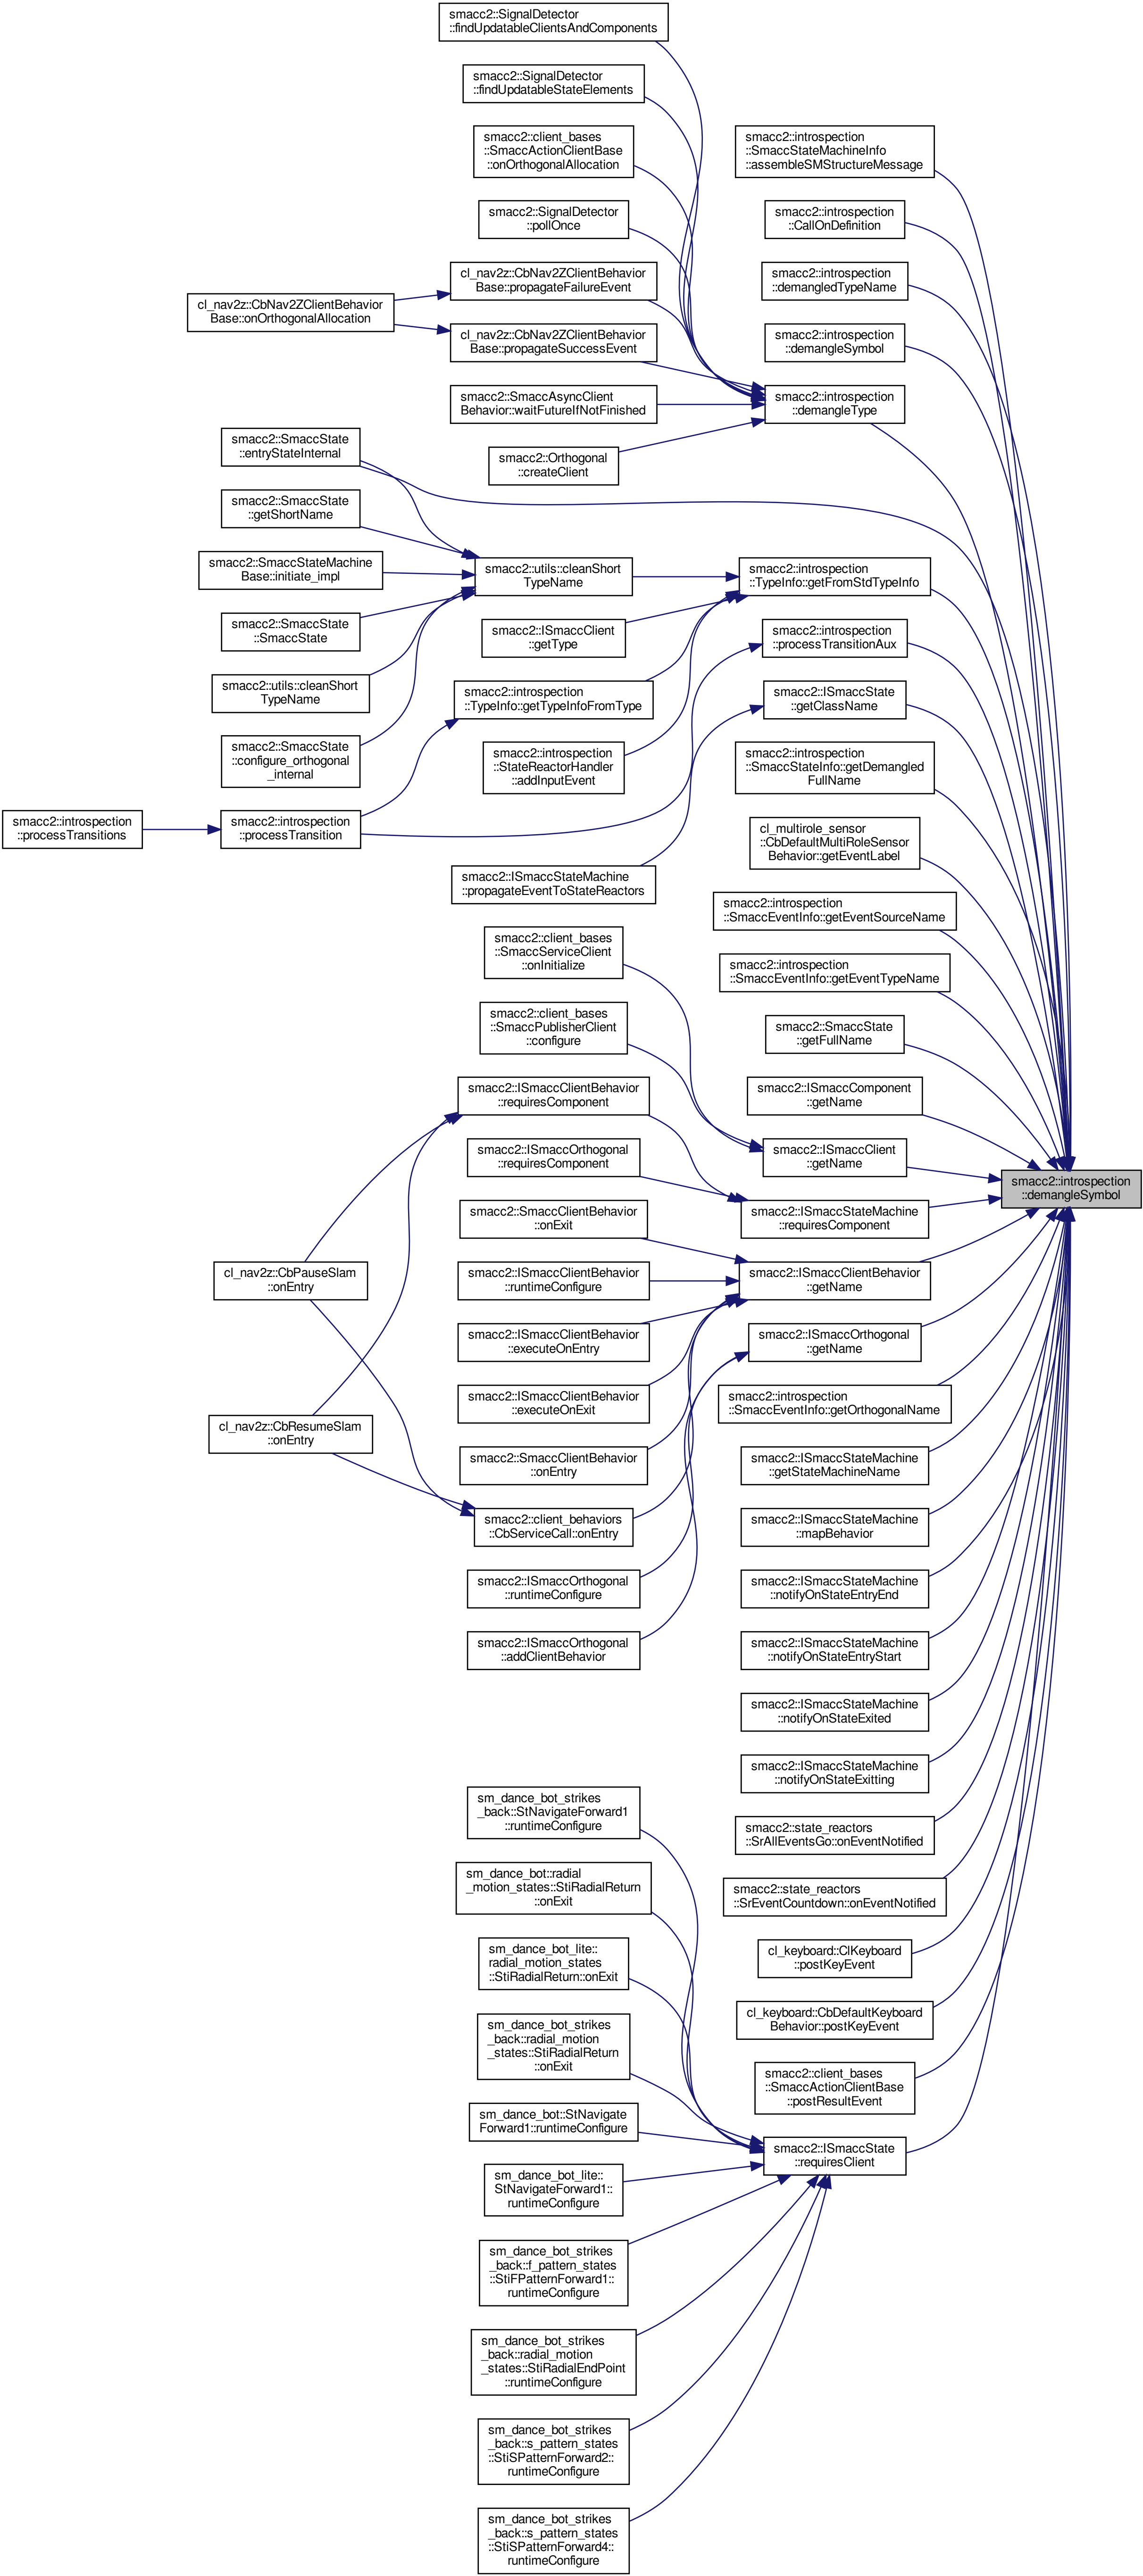 smacc2::SignalDetector
::findUpdatableClientsAndComponents
smacc2::SignalDetector
::findUpdatableStateElements
smacc2::client_bases
::SmaccActionClientBase
::onOrthogonalAllocation
smacc2::SignalDetector
::pollOnce
cl_nav2z::CbNav2ZClientBehavior
Base::propagateFailureEvent
cl_nav2z::CbNav2ZClientBehavior
Base::onOrthogonalAllocation
cl_nav2z::CbNav2ZClientBehavior
Base::propagateSuccessEvent
smacc2::SmaccAsyncClient
Behavior::waitFutureIfNotFinished
smacc2::Orthogonal
::createClient
smacc2::introspection
::SmaccStateMachineInfo
::assembleSMStructureMessage
smacc2::introspection
::CallOnDefinition
smacc2::introspection
::demangledTypeName
smacc2::introspection
::demangleSymbol
smacc2::introspection
::demangleType
smacc2::SmaccState
::entryStateInternal
smacc2::SmaccState
::getShortName
smacc2::SmaccStateMachine
Base::initiate_impl
smacc2::SmaccState
::SmaccState
smacc2::utils::cleanShort
TypeName
smacc2::SmaccState
::configure_orthogonal
_internal
smacc2::introspection
::processTransitions
smacc2::introspection
::processTransition
smacc2::utils::cleanShort
TypeName
smacc2::ISmaccClient
::getType
smacc2::introspection
::TypeInfo::getTypeInfoFromType
smacc2::introspection
::StateReactorHandler
::addInputEvent
smacc2::ISmaccStateMachine
::propagateEventToStateReactors
smacc2::introspection
::TypeInfo::getFromStdTypeInfo
smacc2::introspection
::processTransitionAux
smacc2::ISmaccState
::getClassName
smacc2::introspection
::SmaccStateInfo::getDemangled
FullName
cl_multirole_sensor
::CbDefaultMultiRoleSensor
Behavior::getEventLabel
smacc2::introspection
::SmaccEventInfo::getEventSourceName
smacc2::introspection
::SmaccEventInfo::getEventTypeName
smacc2::SmaccState
::getFullName
smacc2::ISmaccComponent
::getName
smacc2::ISmaccClient
::getName
smacc2::introspection
::demangleSymbol
smacc2::client_bases
::SmaccServiceClient
::onInitialize
smacc2::client_bases
::SmaccPublisherClient
::configure
smacc2::ISmaccClientBehavior
::requiresComponent
smacc2::ISmaccOrthogonal
::requiresComponent
smacc2::ISmaccStateMachine
::requiresComponent
smacc2::SmaccClientBehavior
::onExit
smacc2::ISmaccClientBehavior
::runtimeConfigure
smacc2::ISmaccClientBehavior
::getName
cl_nav2z::CbPauseSlam
::onEntry
smacc2::ISmaccClientBehavior
::executeOnEntry
smacc2::ISmaccOrthogonal
::getName
smacc2::ISmaccClientBehavior
::executeOnExit
smacc2::introspection
::SmaccEventInfo::getOrthogonalName
cl_nav2z::CbResumeSlam
::onEntry
smacc2::SmaccClientBehavior
::onEntry
smacc2::ISmaccStateMachine
::getStateMachineName
smacc2::client_behaviors
::CbServiceCall::onEntry
smacc2::ISmaccStateMachine
::mapBehavior
smacc2::ISmaccOrthogonal
::runtimeConfigure
smacc2::ISmaccStateMachine
::notifyOnStateEntryEnd
smacc2::ISmaccOrthogonal
::addClientBehavior
smacc2::ISmaccStateMachine
::notifyOnStateEntryStart
smacc2::ISmaccStateMachine
::notifyOnStateExited
smacc2::ISmaccStateMachine
::notifyOnStateExitting
smacc2::state_reactors
::SrAllEventsGo::onEventNotified
smacc2::state_reactors
::SrEventCountdown::onEventNotified
cl_keyboard::ClKeyboard
::postKeyEvent
cl_keyboard::CbDefaultKeyboard
Behavior::postKeyEvent
smacc2::client_bases
::SmaccActionClientBase
::postResultEvent
smacc2::ISmaccState
::requiresClient
sm_dance_bot_strikes
_back::StNavigateForward1
::runtimeConfigure
sm_dance_bot::radial
_motion_states::StiRadialReturn
::onExit
sm_dance_bot_lite::
radial_motion_states
::StiRadialReturn::onExit
sm_dance_bot_strikes
_back::radial_motion
_states::StiRadialReturn
::onExit
sm_dance_bot::StNavigate
Forward1::runtimeConfigure
sm_dance_bot_lite::
StNavigateForward1::
runtimeConfigure
sm_dance_bot_strikes
_back::f_pattern_states
::StiFPatternForward1::
runtimeConfigure
sm_dance_bot_strikes
_back::radial_motion
_states::StiRadialEndPoint
::runtimeConfigure
sm_dance_bot_strikes
_back::s_pattern_states
::StiSPatternForward2::
runtimeConfigure
sm_dance_bot_strikes
_back::s_pattern_states
::StiSPatternForward4::
runtimeConfigure